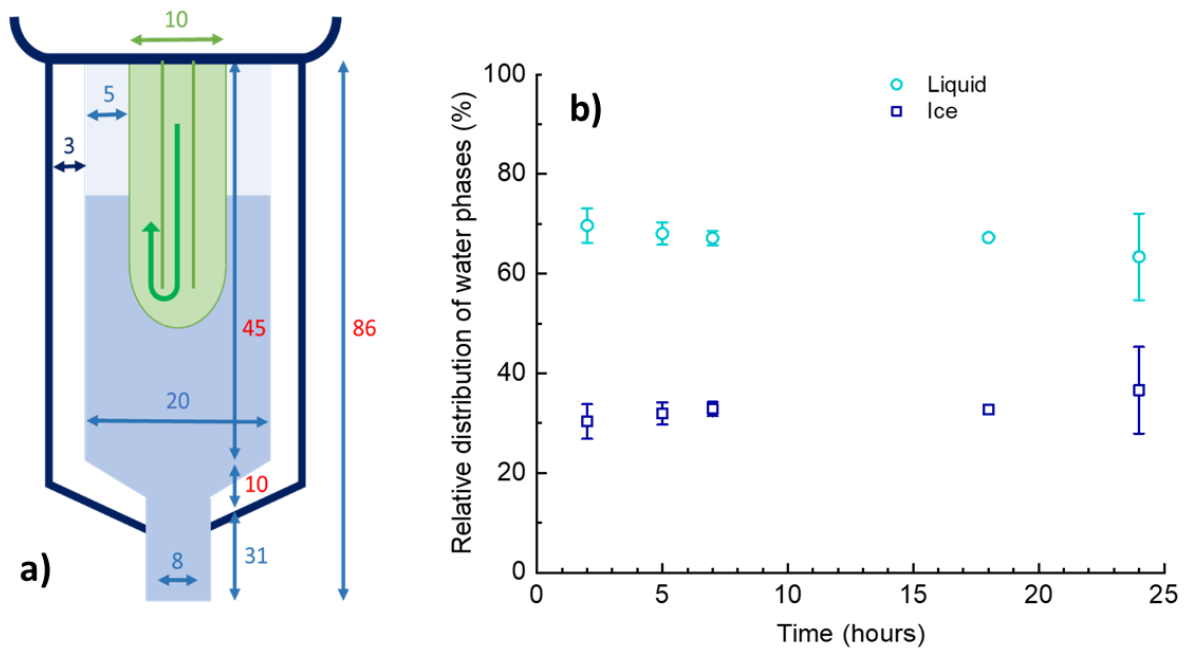 10
5
3
45
86
20
10
31
8
a)
b)
Liquid
Ice
Relative distribution of water phases (%)
100
80
60
40
20
0
0 5 10 15 20 25
Time (hours)